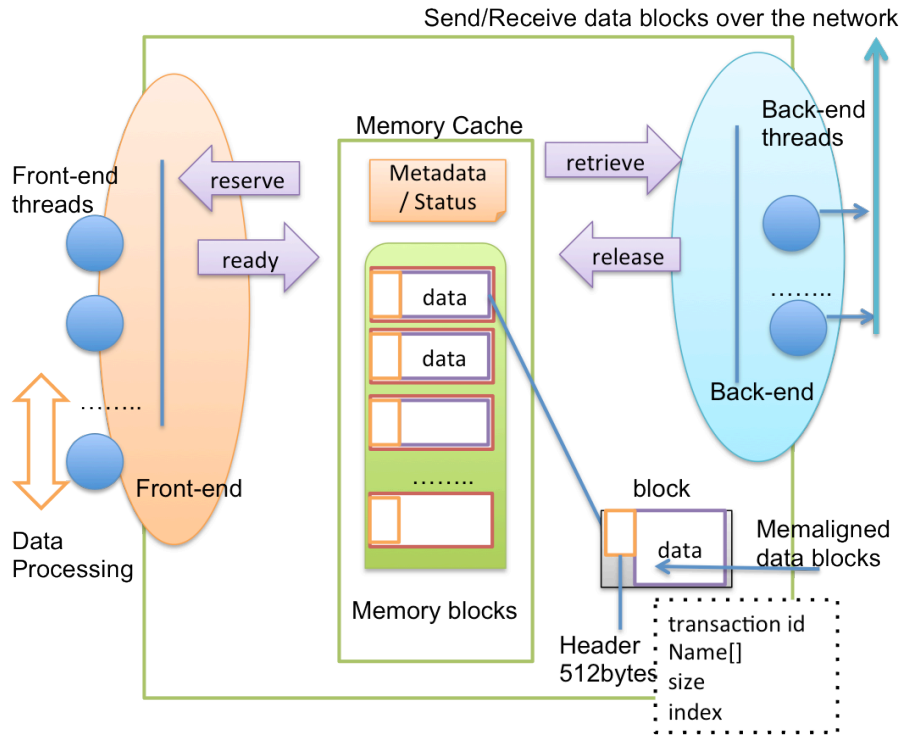 Send/Receive data blocks over the network
Memory Cache
Back-end
threads
Front-end
threads
reserve
Metadata
/ Status
retrieve
ready
release
data
data
........
........
........
Back-end
Front-end
block
data
Memaligned
data blocks
Data
Processing
Memory blocks
Header
512bytes
transaction id
Name[]
size
index